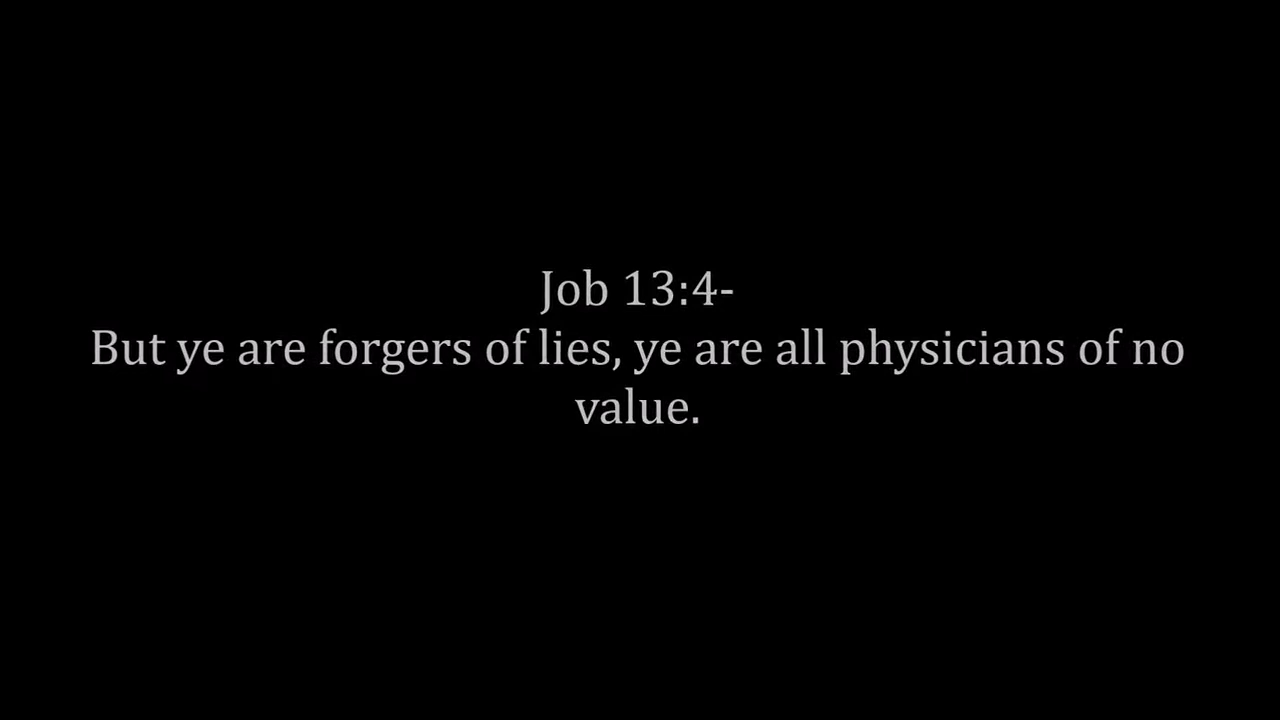 Job 13:4-
But ye are forgers of lies, ye are all physicians of no
value.